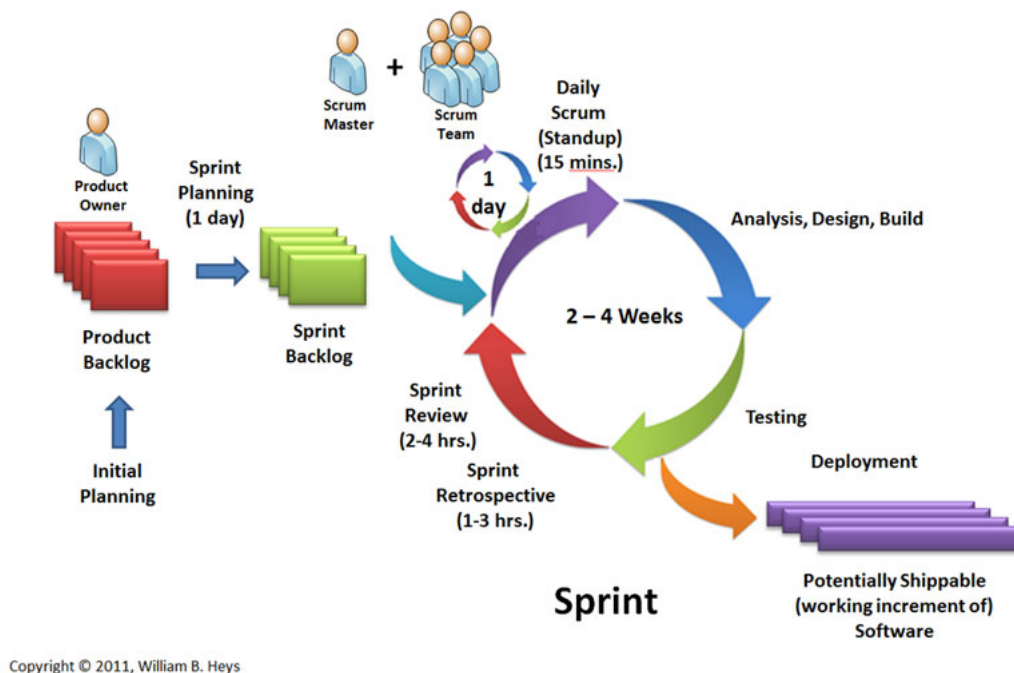 Scrum
Master
+
Scrum
Team
Daily
Scrum
(Standup)
(15 mins.)
Product
Owner
Sprint
Planning
(1 day)
1
day
Analysis, Design, Build
2 – 4 Weeks
Product
Backlog
Sprint
Backlog
Sprint
Review
(2-4 hrs.)
Testing
Initial
Planning
Sprint
Retrospective
(1-3 hrs.)
Deployment
Sprint
Potentially Shippable
(working increment of)
Software
Copyright © 2011, William B. Heys